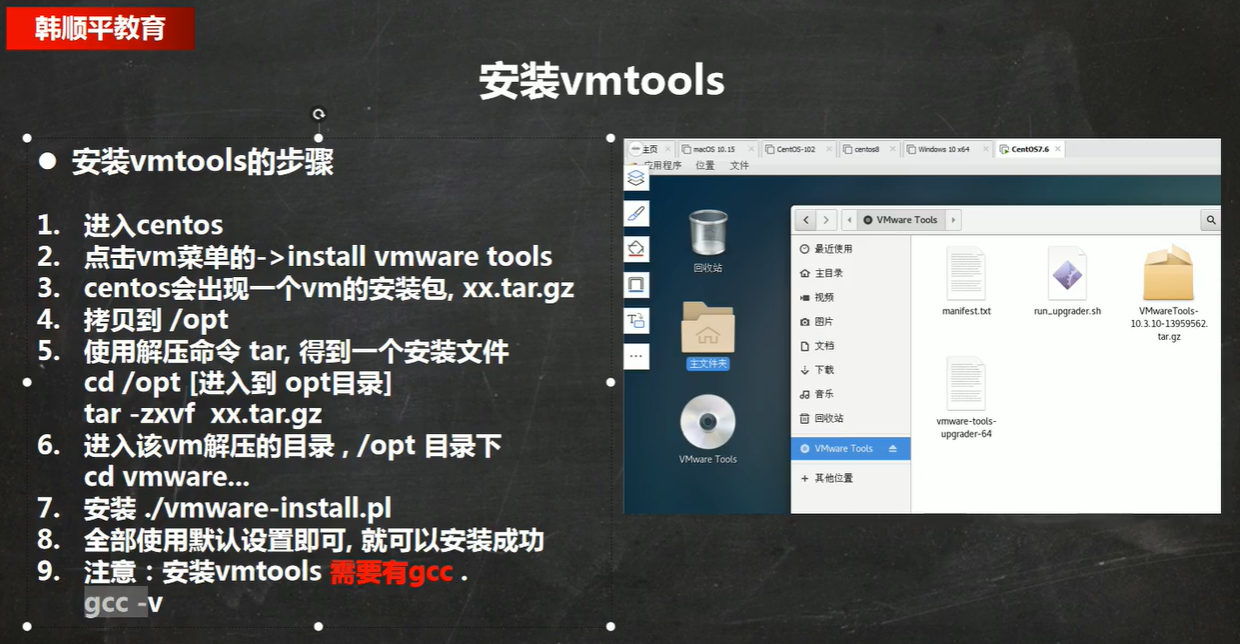 韩顺平教育
安装vmtools
● 安装vmtools的步骤
1. 进入centos
2. 点击vm菜单的->install vmware tools
3. centos会出现一个vm的安装包, xx.tar.gz
4. 拷贝到 /opt
5. 使用解压命令 tar, 得到一个安装文件
cd /opt [进入到 opt目录]
tar -zxvf xx.tar.gz
6. 进入该vm解压的目录 , /opt 目录下
cd vmware...
7. 安装 ./vmware-install.pl
8. 全部使用默认设置即可, 就可以安装成功
9. 注意：安装vmtools 需要有gcc .
gcc -v
主页 macOS 10.15 CentOS-102 centos8 Windows 10 x64 CentOS7.6
应用程序 位置 文件
VMware Tools
回收站
主文件夹
VMware Tools
最近使用
主目录
视频
图片
文档
下载
音乐
回收站
VMware Tools
+ 其他位置
manifest.txt
run_upgrader.sh
VMwareTools-
10.3.10-13959562.
tar.gz
vmware-tools-
upgrader-64